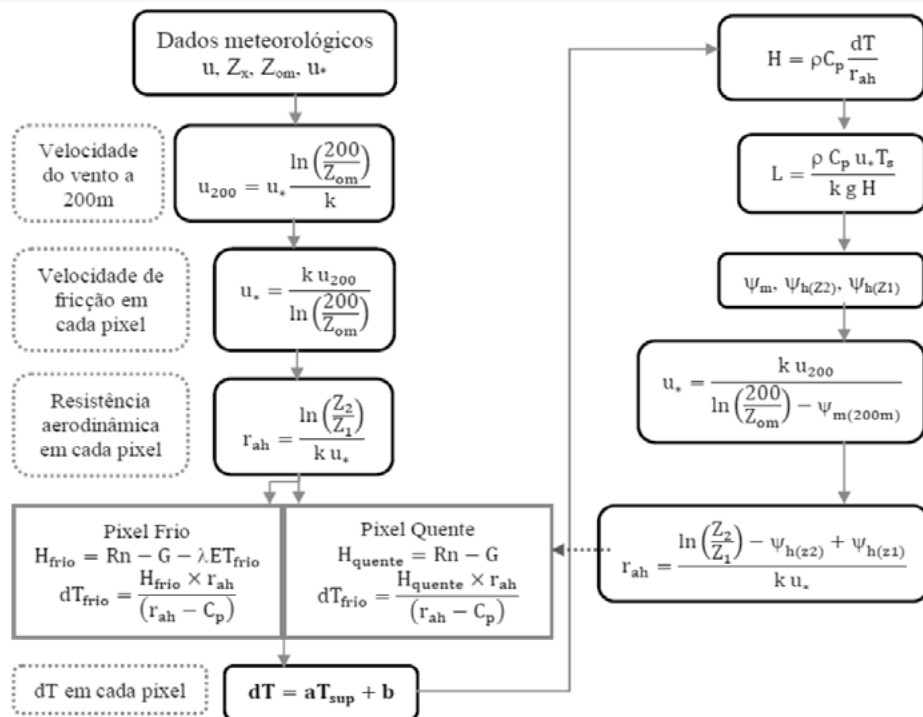 Dados meteorológicos
u, Z_x, Z_om, u_*
Velocidade
do vento a
200m
u_200 = u_* ln(200/Z_om) / k
Velocidade de
fricção em
cada pixel
u_* = k u_200 / ln(200/Z_om)
Resistência
aerodinâmica
em cada pixel
r_ah = ln(Z_2/Z_1) / k u_*
Pixel Frio
H_frio = Rn − G − λET_frio
dT_frio = H_frio × r_ah / (r_ah − C_p)
Pixel Quente
H_quente = Rn − G
dT_frio = H_quente × r_ah / (r_ah − C_p)
dT em cada pixel
dT = aT_sup + b
H = ρC_p dT / r_ah
L = ρ C_p u_* T_s / k g H
ψ_m, ψ_h(Z2), ψ_h(Z1)
u_* = k u_200 / ln(200/Z_om) − ψ_m(200m)
r_ah = ln(Z_2/Z_1) − ψ_h(z2) + ψ_h(z1) / k u_*